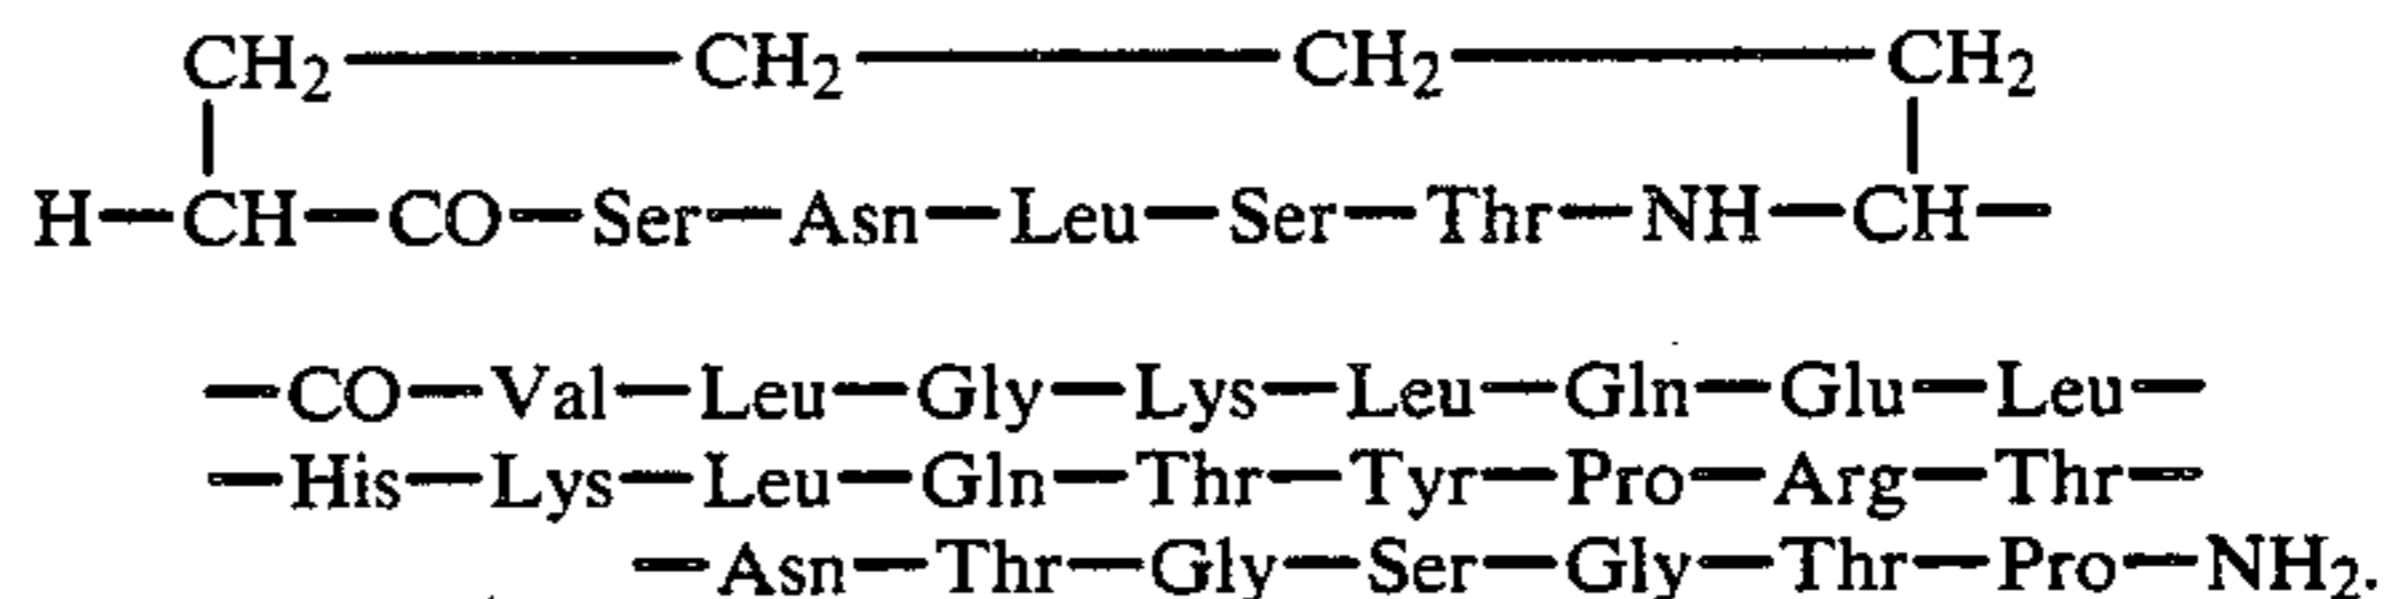 CH₂—CH₂—CH₂—CH₂
H—CH—CO—Ser—Asn—Leu—Ser—Thr—NH—CH—
—CO—Val—Leu—Gly—Lys—Leu—Gln—Glu—Leu—
—His—Lys—Leu—Gln—Thr—Tyr—Pro—Arg—Thr—
—Asn—Thr—Gly—Ser—Gly—Thr—Pro—NH₂.